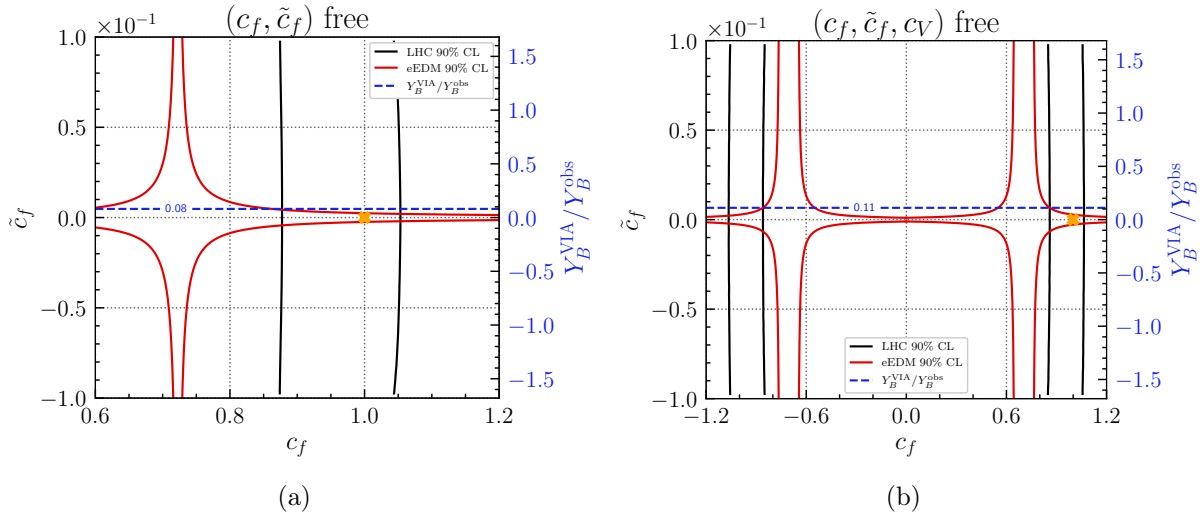 ×10⁻¹
(c_f, c̃_f) free
LHC 90% CL
eEDM 90% CL
Y_B^VIA/Y_B^obs
1.0
0.5
0.0
−0.5
−1.0
c̃_f
0.08
0.6
0.8
1.0
1.2
c_f
1.5
1.0
0.5
0.0
−0.5
−1.0
−1.5
Y_B^VIA/Y_B^obs
(a)
×10⁻¹
(c_f, c̃_f, c_V) free
1.0
0.5
0.0
−0.5
−1.0
c̃_f
0.11
LHC 90% CL
eEDM 90% CL
Y_B^VIA/Y_B^obs
−1.2
−0.6
0.0
0.6
1.2
c_f
1.5
1.0
0.5
0.0
−0.5
−1.0
−1.5
Y_B^VIA/Y_B^obs
(b)